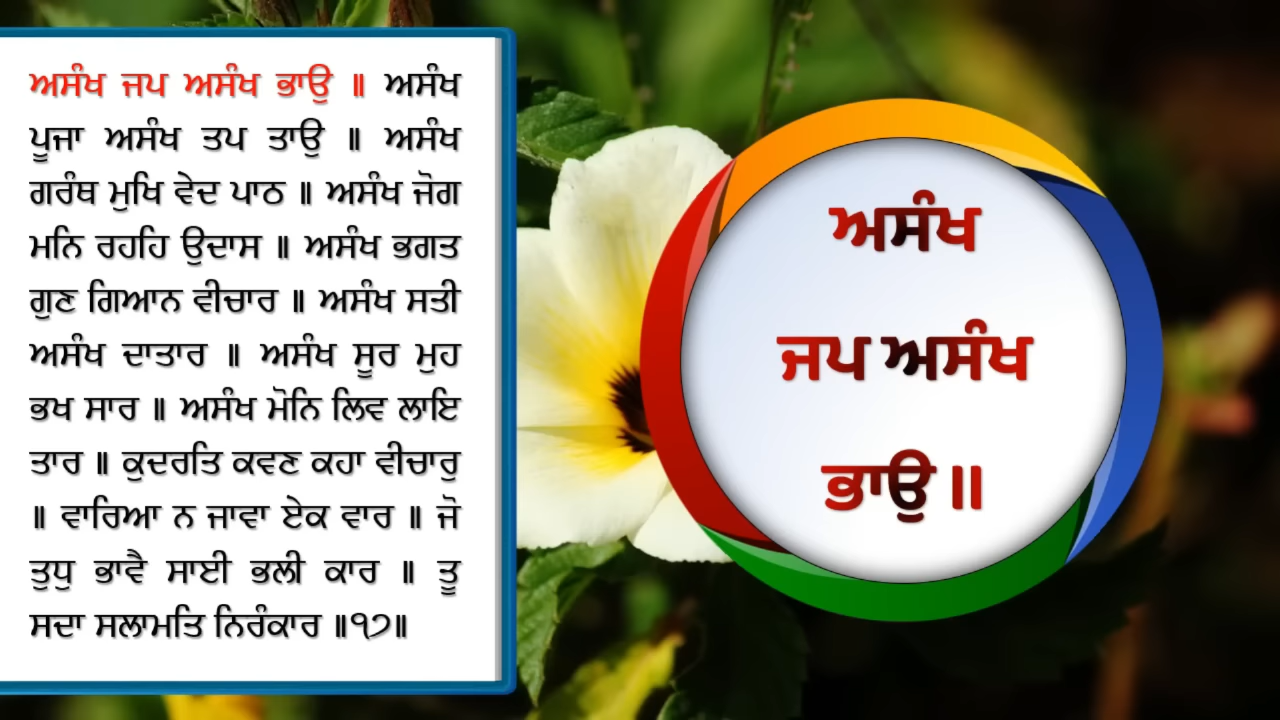 ਅਸੰਖ ਜਪ ਅਸੰਖ ਭਾਉ ॥ ਅਸੰਖ
ਪੂਜਾ ਅਸੰਖ ਤਪ ਤਾਉ ॥ ਅਸੰਖ
ਗਰੰਥ ਮੁਖਿ ਵੇਦ ਪਾਠ ॥ ਅਸੰਖ ਜੋਗ
ਮਨਿ ਰਹਹਿ ਉਦਾਸ ॥ ਅਸੰਖ ਭਗਤ
ਗੁਣ ਗਿਆਨ ਵੀਚਾਰ ॥ ਅਸੰਖ ਸਤੀ
ਅਸੰਖ ਦਾਤਾਰ ॥ ਅਸੰਖ ਸੂਰ ਮੁਹ
ਭਖ ਸਾਰ ॥ ਅਸੰਖ ਮੋਨਿ ਲਿਵ ਲਾਇ
ਤਾਰ ॥ ਕੁਦਰਤਿ ਕਵਣ ਕਹਾ ਵੀਚਾਰੁ
॥ ਵਾਰਿਆ ਨ ਜਾਵਾ ਏਕ ਵਾਰ ॥ ਜੋ
ਤੁਧੁ ਭਾਵੈ ਸਾਈ ਭਲੀ ਕਾਰ ॥ ਤੂ
ਸਦਾ ਸਲਾਮਤਿ ਨਿਰੰਕਾਰ ॥੧੭॥
ਅਸੰਖ
ਜਪ ਅਸੰਖ
ਭਾਉ ॥